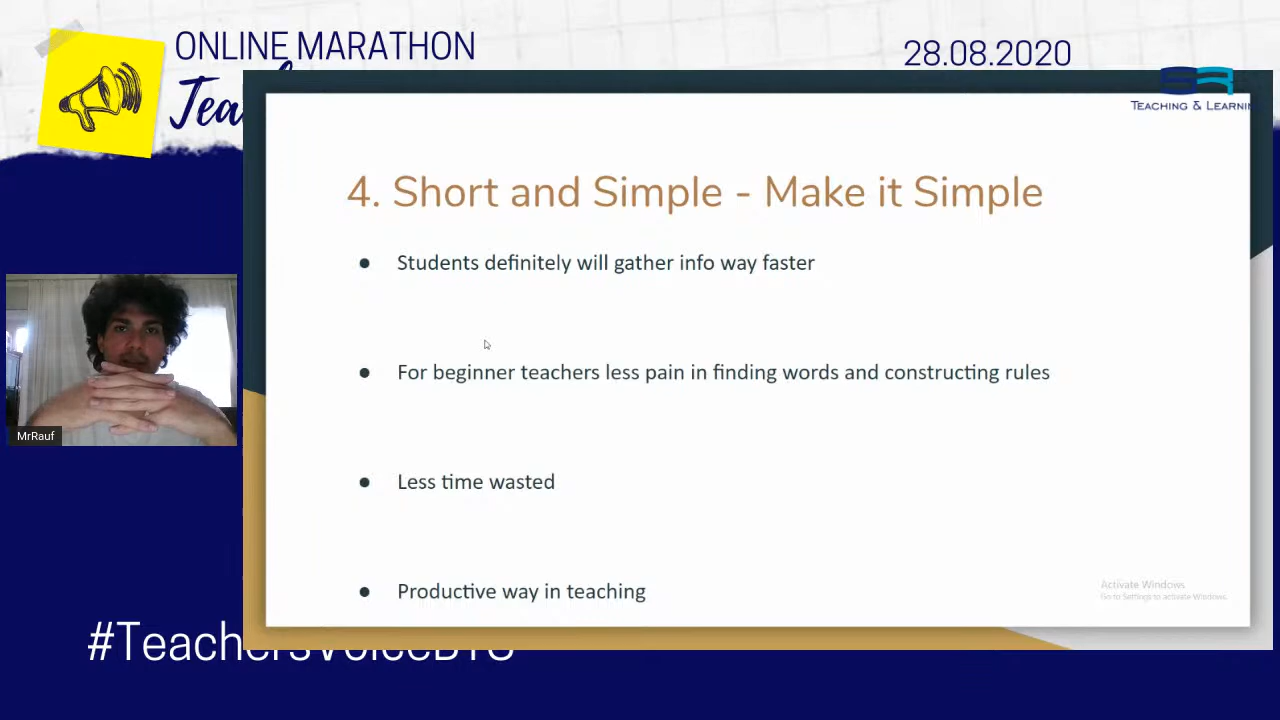 ONLINE MARATHON
28.08.2020
TEACHING &
4. Short and Simple - Make it Simple
● Students definitely will gather info way faster
● For beginner teachers less pain in finding words and constructing rules
● Less time wasted
● Productive way in teaching
MrRauf
Activate Windows
Go to Settings to activate Windows.